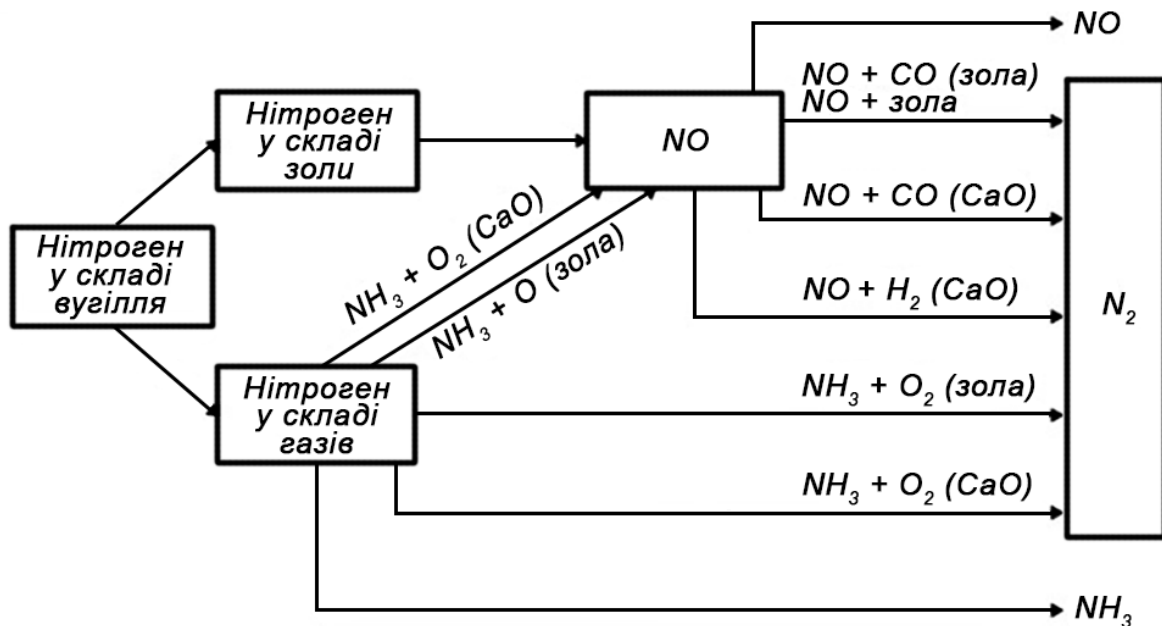 NO
NO + CO (зола)
NO + зола
Нітроген
у складі
золи
NO
NO + CO (CaO)
Нітроген
у складі
вугілля
NH₃ + O₂ (CaO)
NH₃ + O (зола)
NO + H₂ (CaO)
N₂
Нітроген
у складі
газів
NH₃ + O₂ (зола)
NH₃ + O₂ (CaO)
NH₃